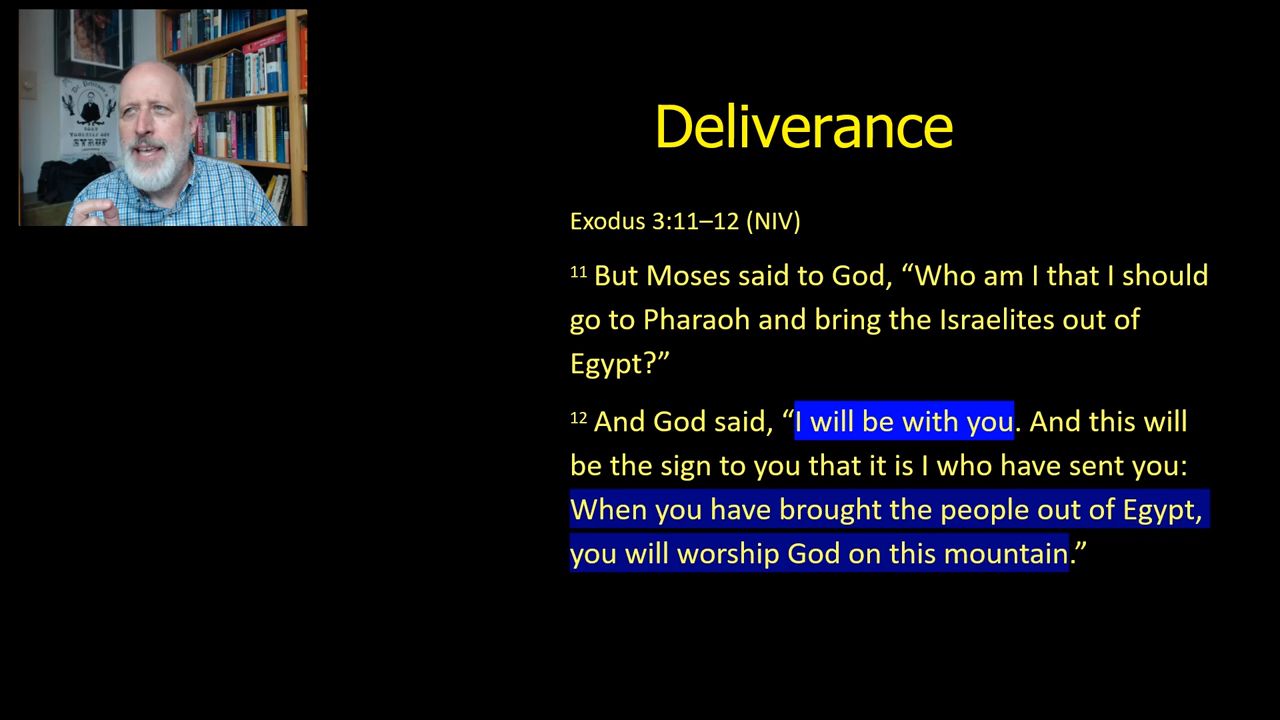 Deliverance
Exodus 3:11–12 (NIV)
11 But Moses said to God, “Who am I that I should
go to Pharaoh and bring the Israelites out of
Egypt?”
12 And God said, “I will be with you. And this will
be the sign to you that it is I who have sent you:
When you have brought the people out of Egypt,
you will worship God on this mountain.”
SYRUP